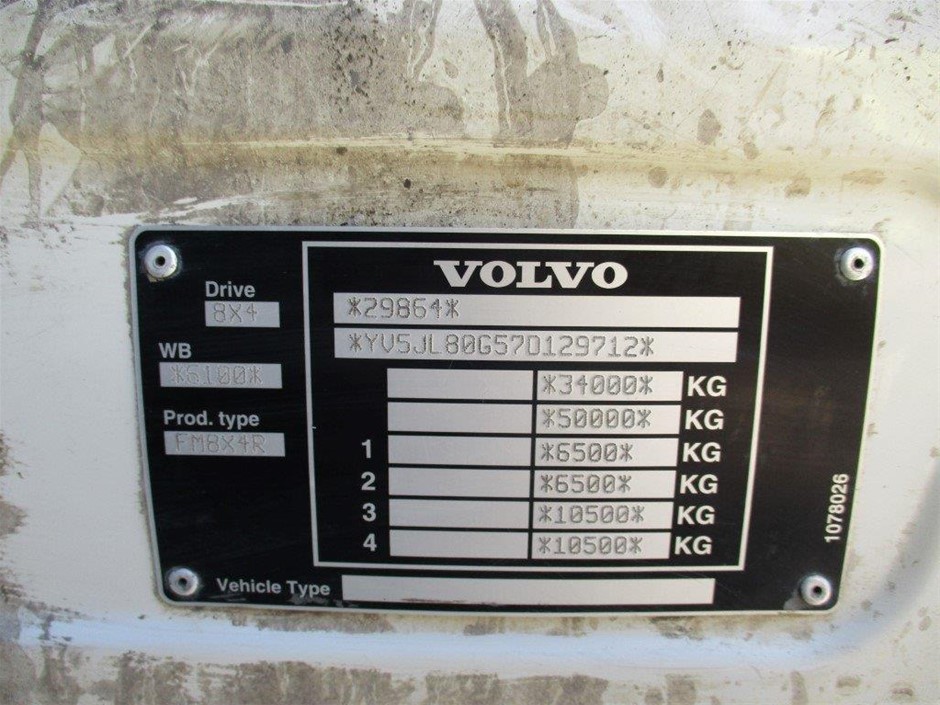 VOLVO
Drive
8X4
*29864*
*YV5JL80G57D129712*
WB
*6100*
*34000* KG
*50000* KG
Prod. type
FM8X4R
1 *6500* KG
2 *6500* KG
3 *10500* KG
4 *10500* KG
Vehicle Type
1078026